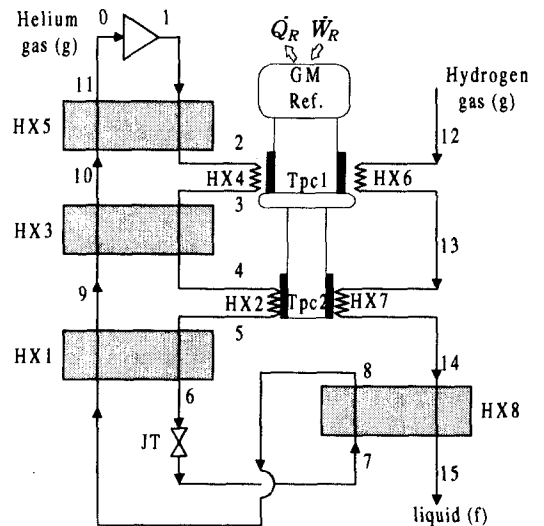 0
1
Helium
gas (g)
Q̇R ẆR
GM
Ref.
Hydrogen
gas (g)
11
12
HX5
2
10
HX4
Tpc1
HX6
3
HX3
13
4
9
HX2
Tpc2
HX7
5
HX1
14
6
8
HX8
JT
7
15
liquid (f)